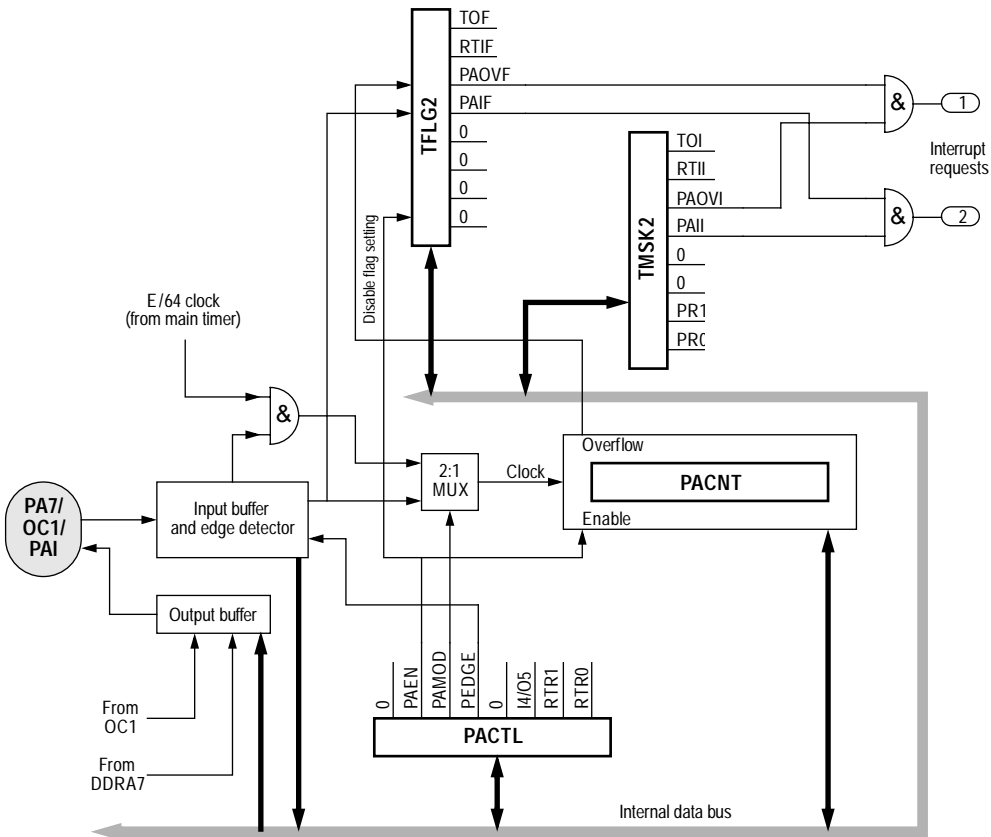 TOF
RTIF
PAOVF
PAIF
0
0
0
0
TFLG2
&
1
Interrupt
requests
TOI
RTII
PAOVI
PAII
0
0
PR1
PR0
TMSK2
&
2
Disable flag setting
E/64 clock
(from main timer)
&
2:1
MUX
Clock
Overflow
PACNT
Enable
PA7/
OC1/
PAI
Input buffer
and edge detector
Output buffer
From
OC1
From
DDRA7
0
PAEN
PAMOD
PEDGE
0
I4/O5
RTR1
RTR0
PACTL
Internal data bus